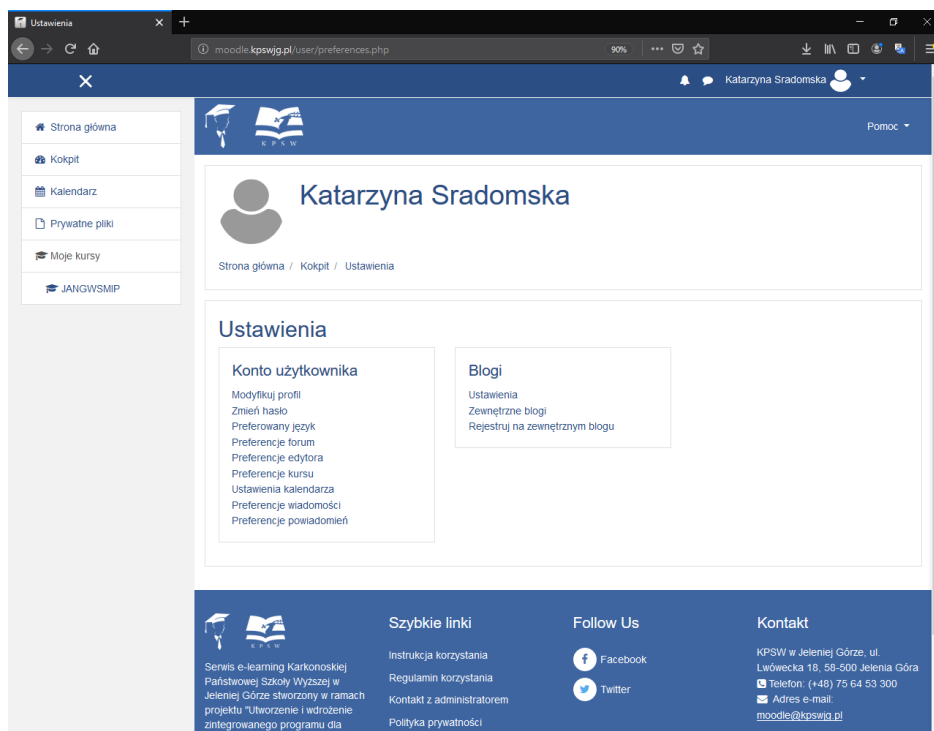 Ustawienia
moodle.kpswjg.pl/user/preferences.php
90%
Katarzyna Sradomska
Strona główna
Kokpit
Kalendarz
Prywatne pliki
Moje kursy
JANGWSMIP
K P S W
Pomoc
Katarzyna Sradomska
Strona główna / Kokpit / Ustawienia
Ustawienia
Konto użytkownika
Modyfikuj profil
Zmień hasło
Preferowany język
Preferencje forum
Preferencje edytora
Preferencje kursu
Ustawienia kalendarza
Preferencje wiadomości
Preferencje powiadomień
Blogi
Ustawienia
Zewnętrzne blogi
Rejestruj na zewnętrznym blogu
K P S W
Serwis e-learning Karkonoskiej
Państwowej Szkoły Wyższej w
Jeleniej Górze stworzony w ramach
projektu "Utworzenie i wdrożenie
zintegrowanego programu dla
Szybkie linki
Instrukcja korzystania
Regulamin korzystania
Kontakt z administratorem
Polityka prywatności
Follow Us
Facebook
Twitter
Kontakt
KPSW w Jeleniej Górze, ul.
Lwówecka 18, 58-500 Jelenia Góra
Telefon: (+48) 75 64 53 300
Adres e-mail:
moodle@kpswjg.pl